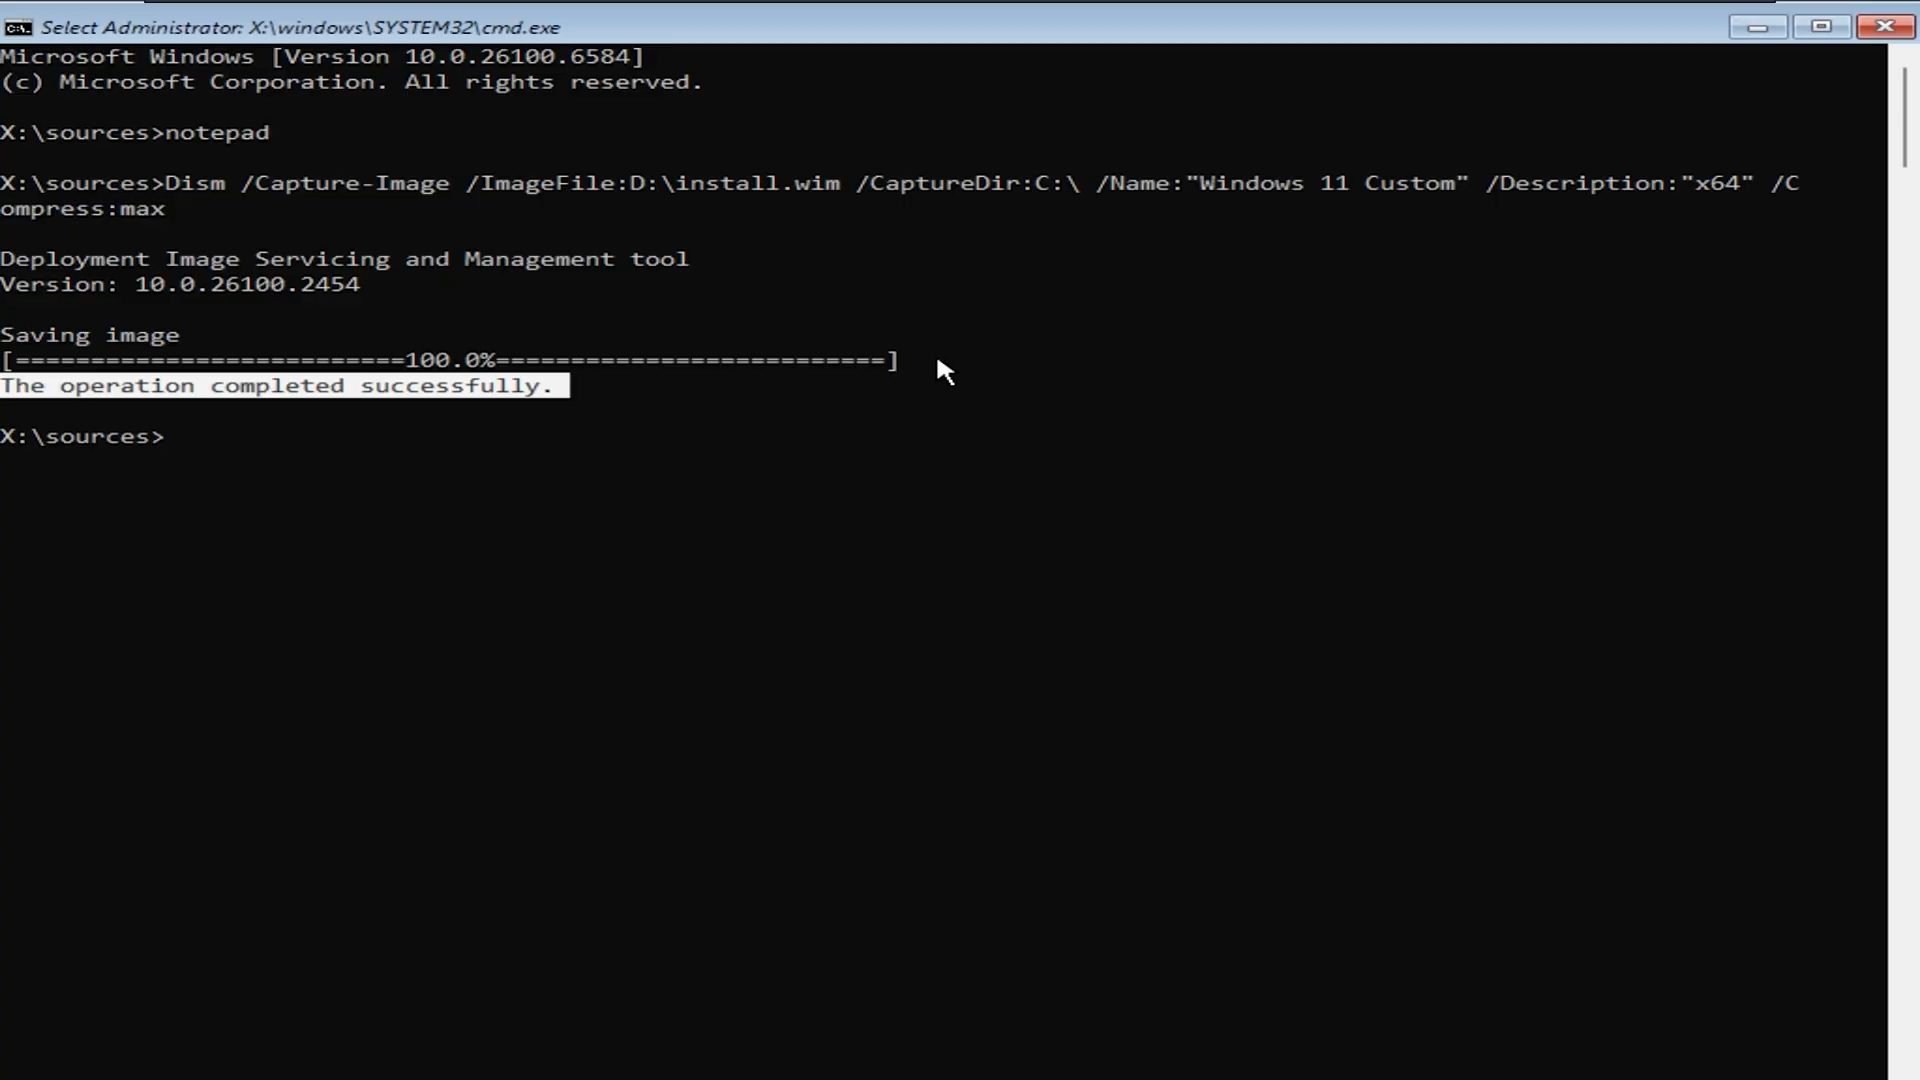 Select Administrator: X:\windows\SYSTEM32\cmd.exe
Microsoft Windows [Version 10.0.26100.6584]
(c) Microsoft Corporation. All rights reserved.
X:\sources>notepad
X:\sources>Dism /Capture-Image /ImageFile:D:\install.wim /CaptureDir:C:\ /Name:"Windows 11 Custom" /Description:"x64" /C
ompress:max
Deployment Image Servicing and Management tool
Version: 10.0.26100.2454
Saving image
[==========================100.0%==========================]
The operation completed successfully.
X:\sources>